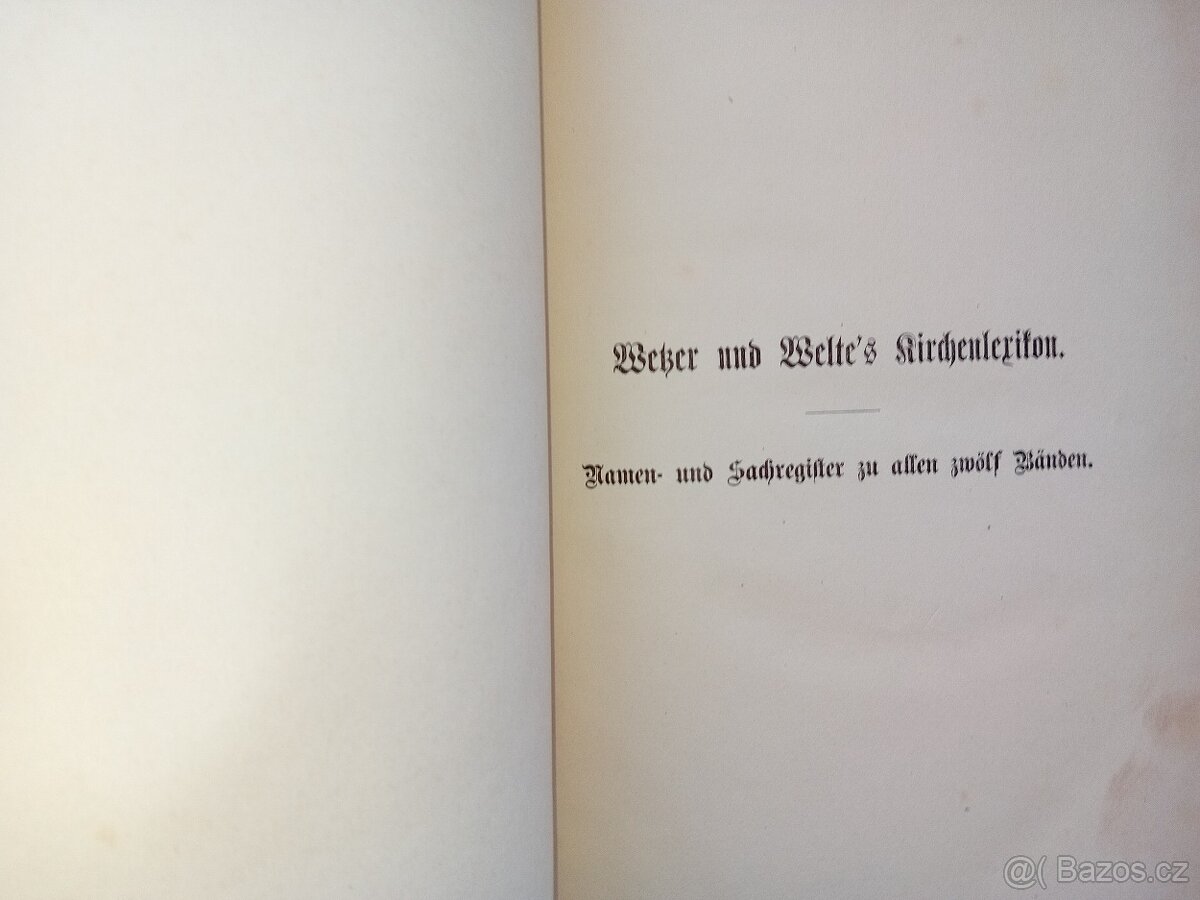 Wetzer und Welte's Kirchenlexikon.
Namen- und Sachregister zu allen zwölf Bänden.
@( Bazos.cz